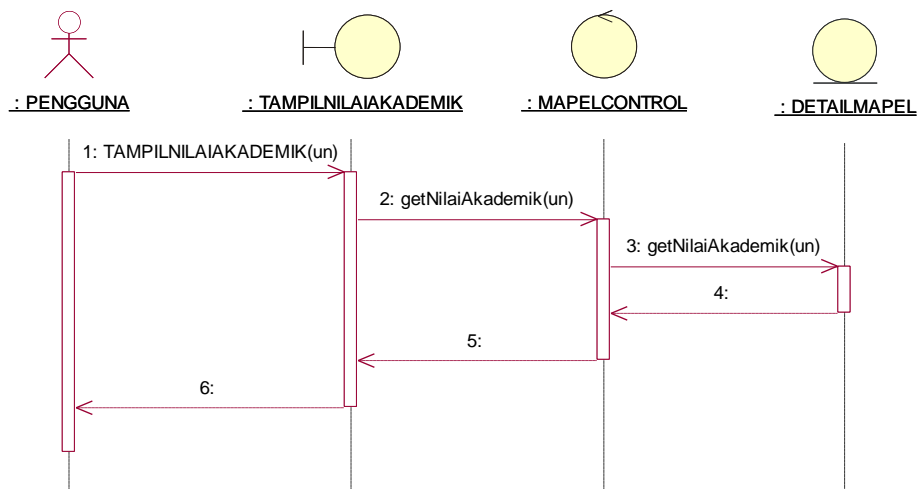 : PENGGUNA
: TAMPILNILAIAKADEMIK
: MAPELCONTROL
: DETAILMAPEL
1: TAMPILNILAIAKADEMIK(un)
2: getNilaiAkademik(un)
3: getNilaiAkademik(un)
4:
5:
6: